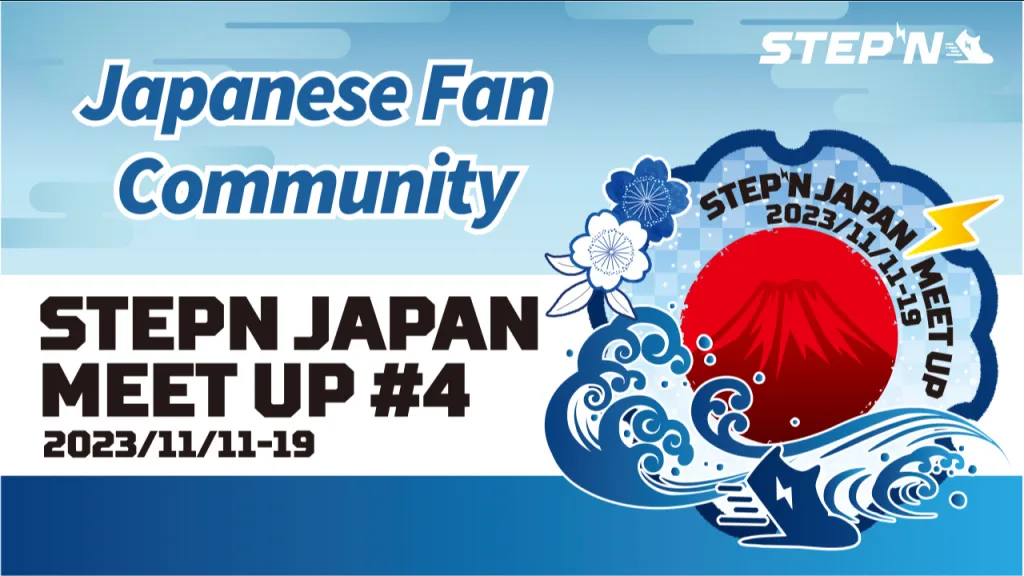 STEP'N
Japanese Fan
Community
STEP'N JAPAN MEET UP
2023/11/11-19
STEPN JAPAN
MEET UP #4
2023/11/11-19